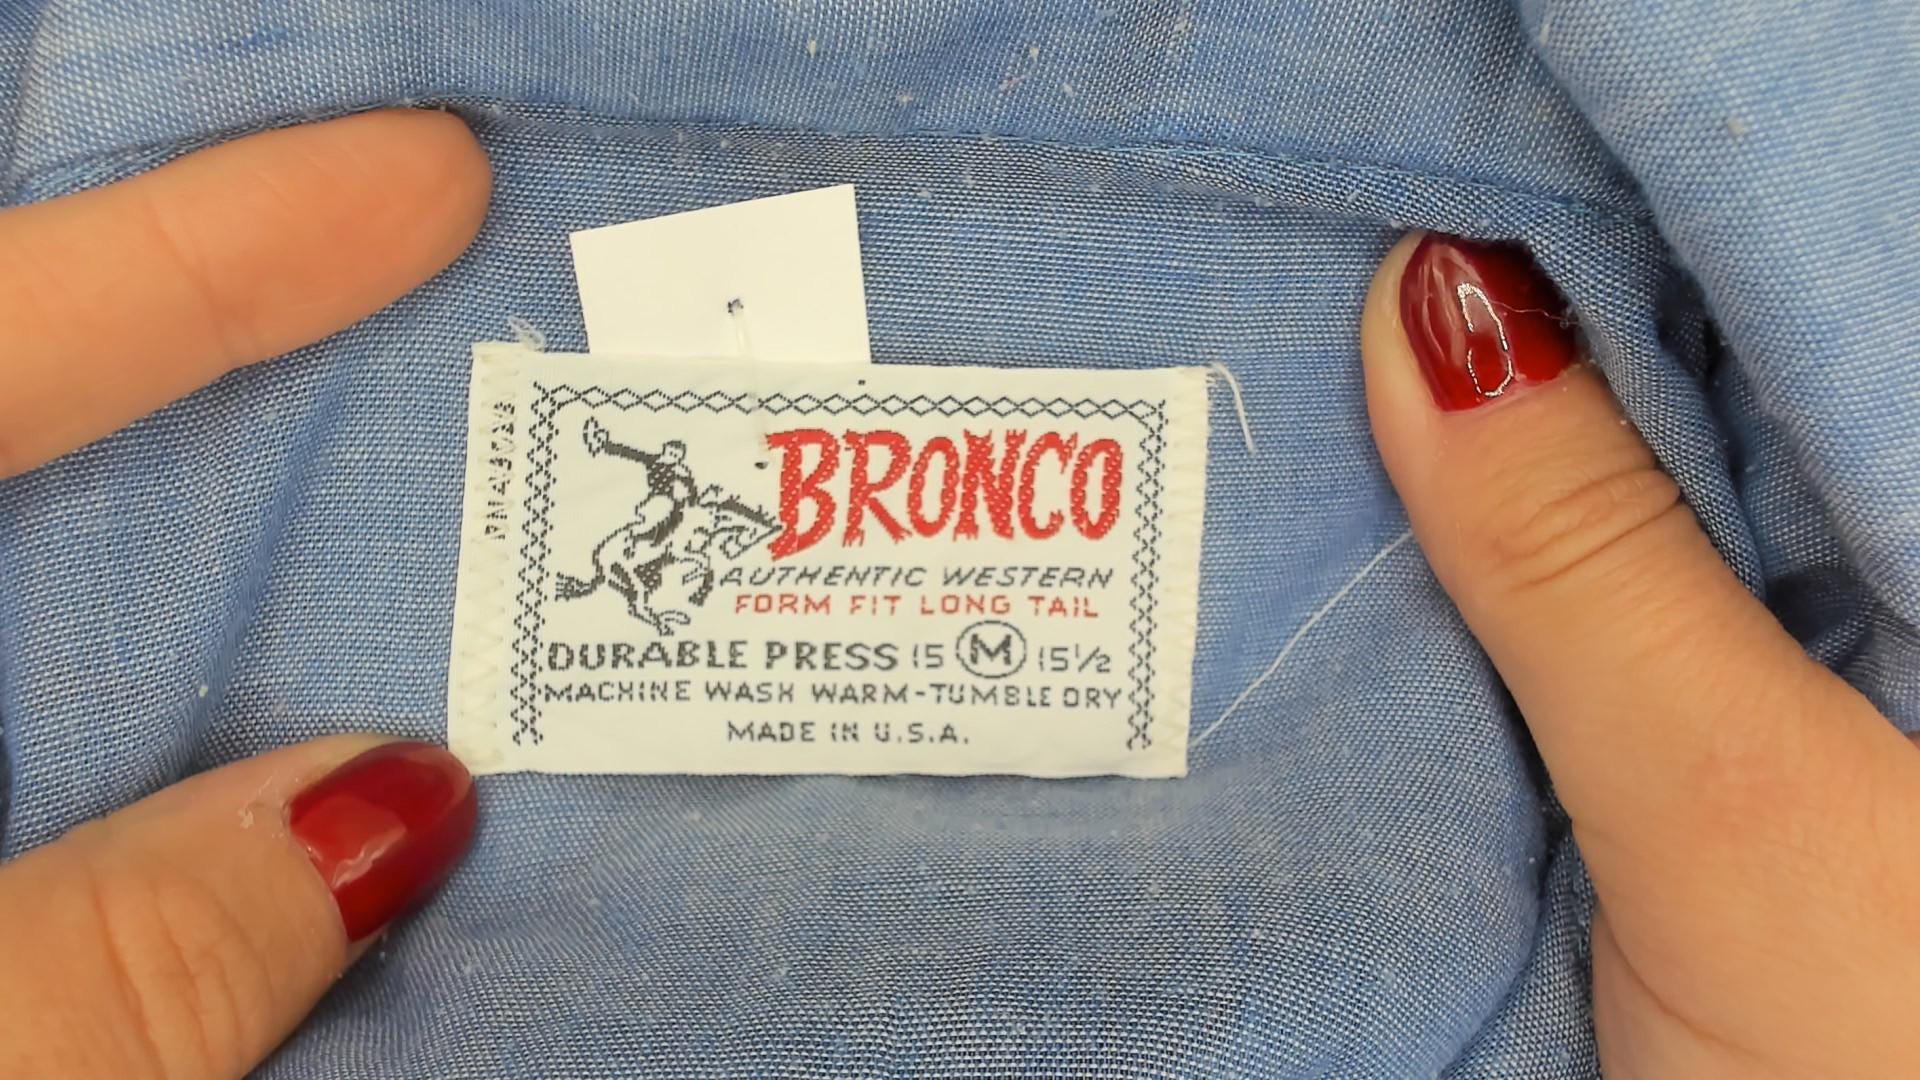 BRONCO
AUTHENTIC WESTERN
FORM FIT LONG TAIL
DURABLE PRESS 15 M 15½
MACHINE WASH WARM-TUMBLE DRY
MADE IN U.S.A.